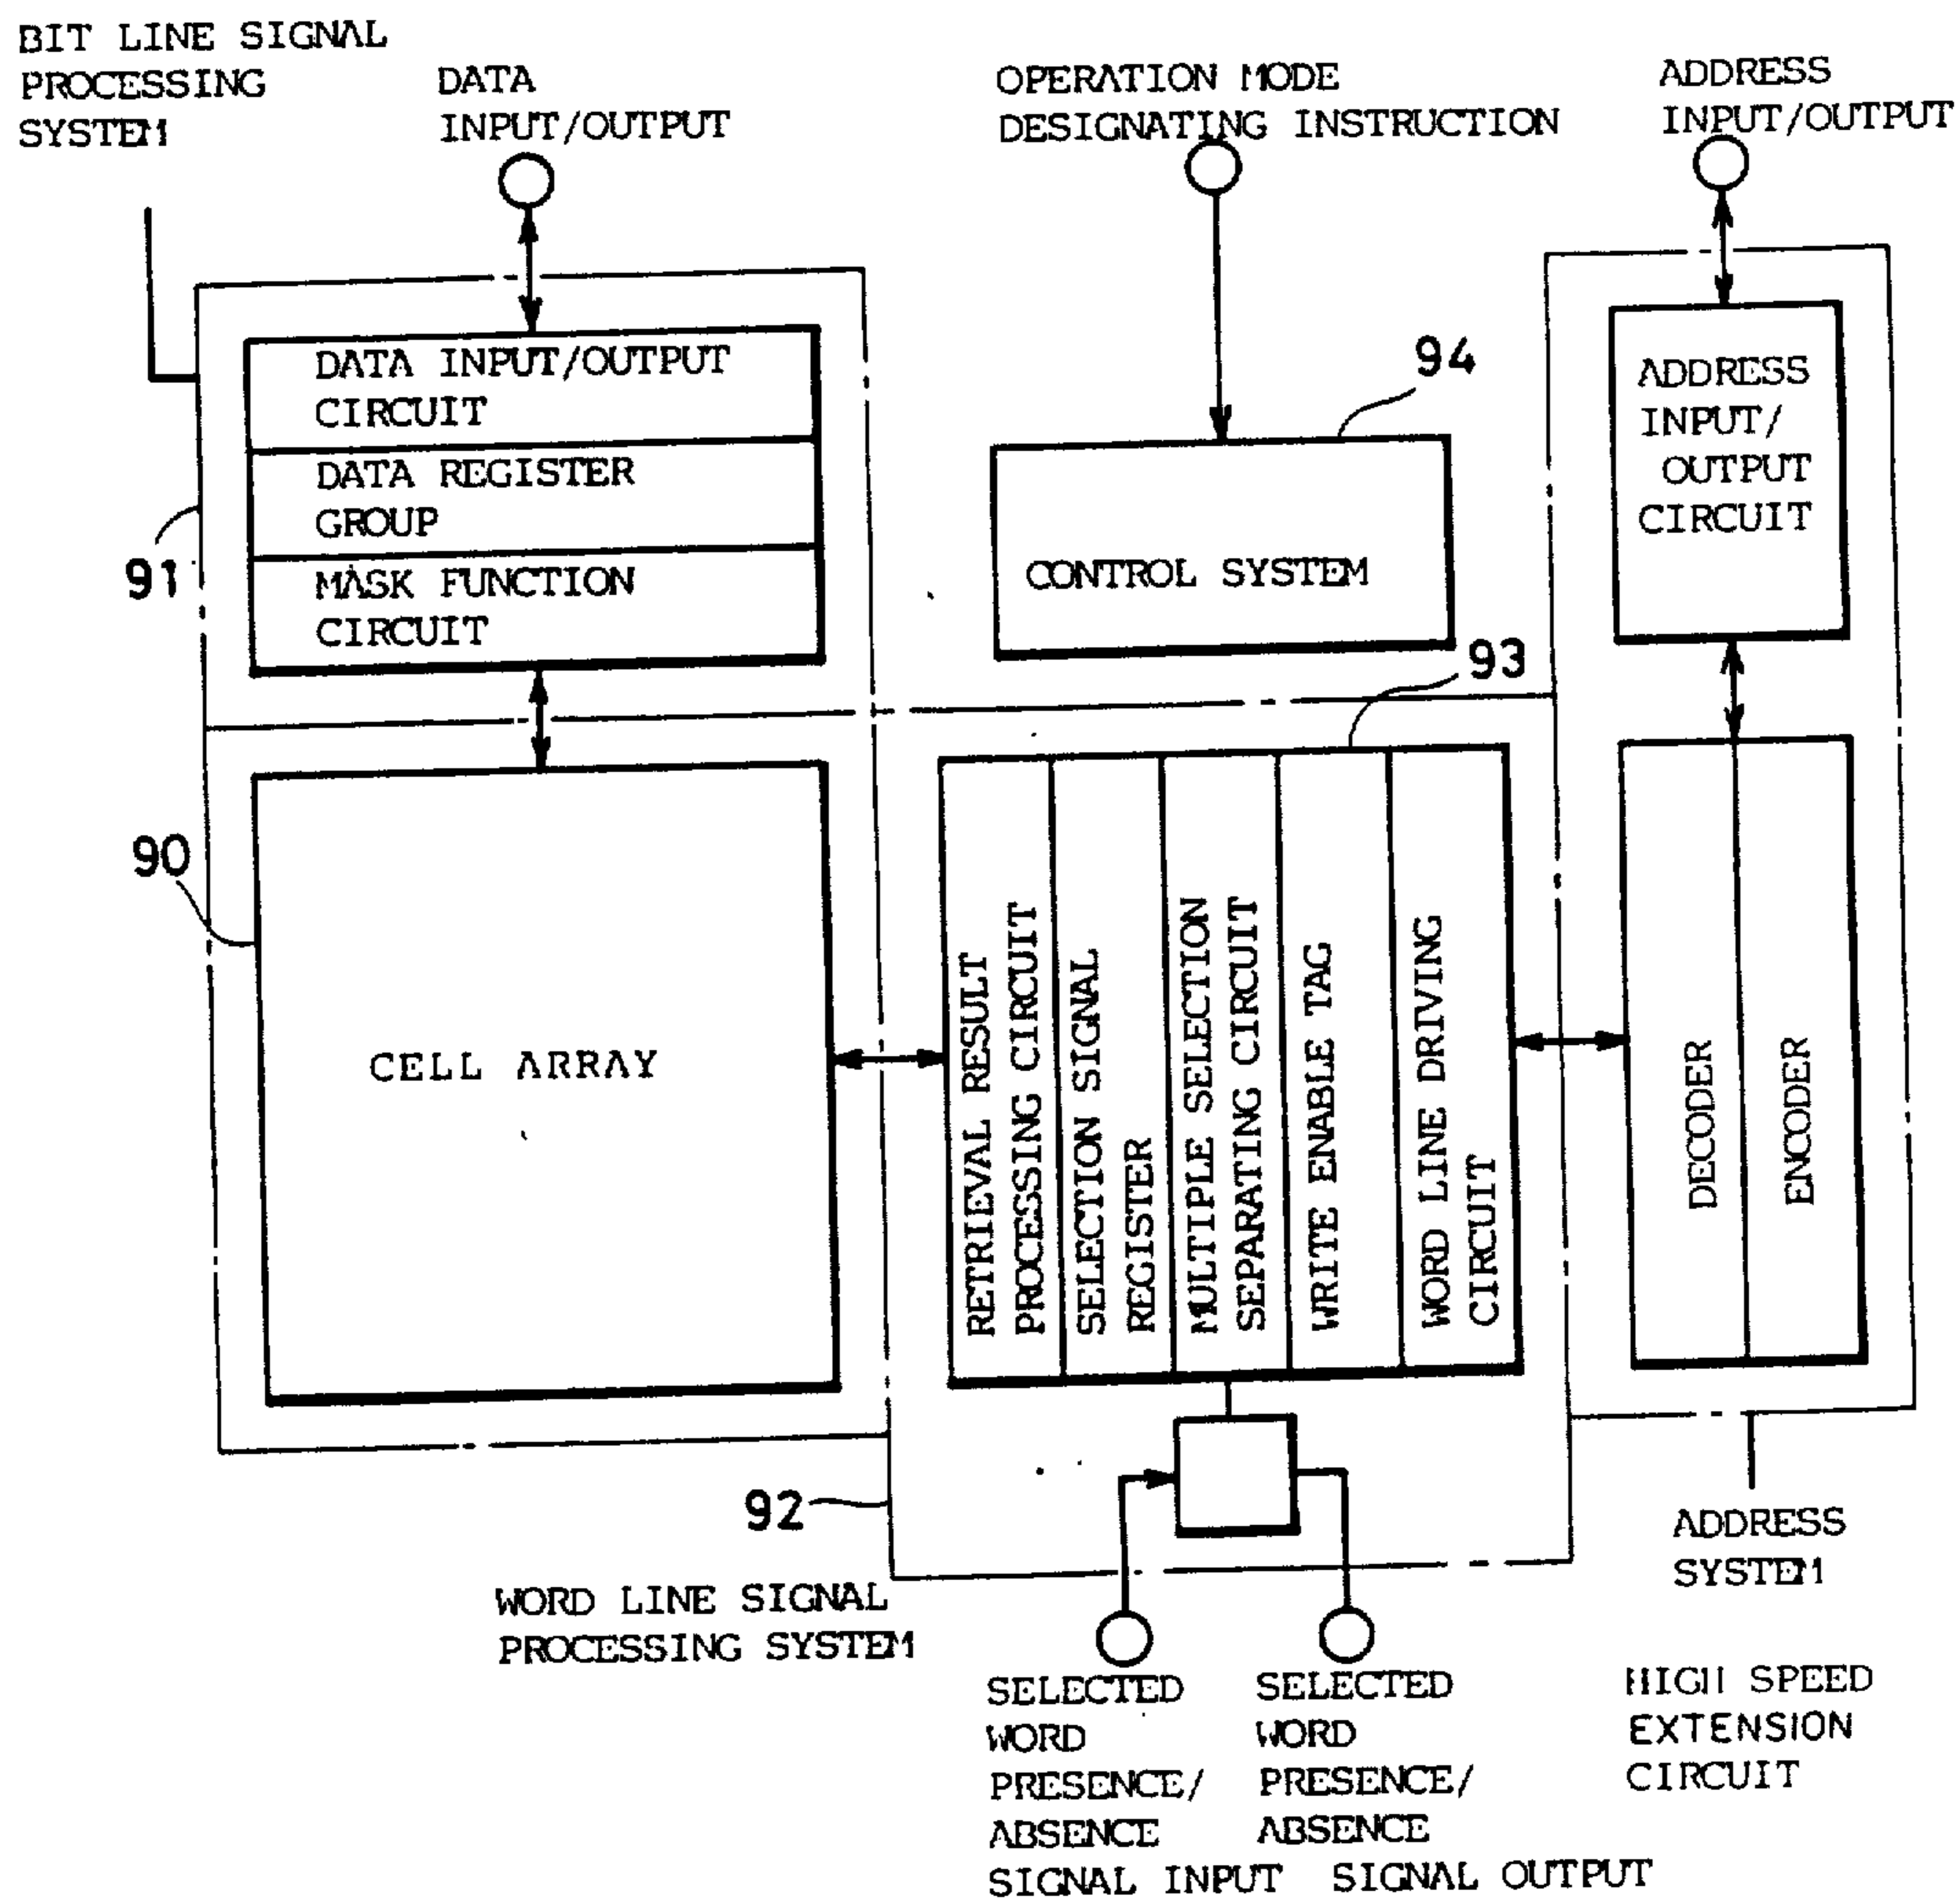 BIT LINE SIGNAL
PROCESSING
SYSTEM
DATA
INPUT/OUTPUT
OPERATION MODE
DESIGNATING INSTRUCTION
ADDRESS
INPUT/OUTPUT
DATA INPUT/OUTPUT
CIRCUIT
DATA REGISTER
GROUP
MASK FUNCTION
CIRCUIT
91
94
CONTROL SYSTEM
ADDRESS
INPUT/
OUTPUT
CIRCUIT
93
90
CELL ARRAY
RETRIEVAL RESULT
PROCESSING CIRCUIT
SELECTION SIGNAL
REGISTER
MULTIPLE SELECTION
SEPARATING CIRCUIT
WRITE ENABLE TAG
WORD LINE DRIVING
CIRCUIT
DECODER
ENCODER
92
WORD LINE SIGNAL
PROCESSING SYSTEM
ADDRESS
SYSTEM
SELECTED
WORD
PRESENCE/
ABSENCE
SIGNAL INPUT
SELECTED
WORD
PRESENCE/
ABSENCE
SIGNAL OUTPUT
HIGH SPEED
EXTENSION
CIRCUIT